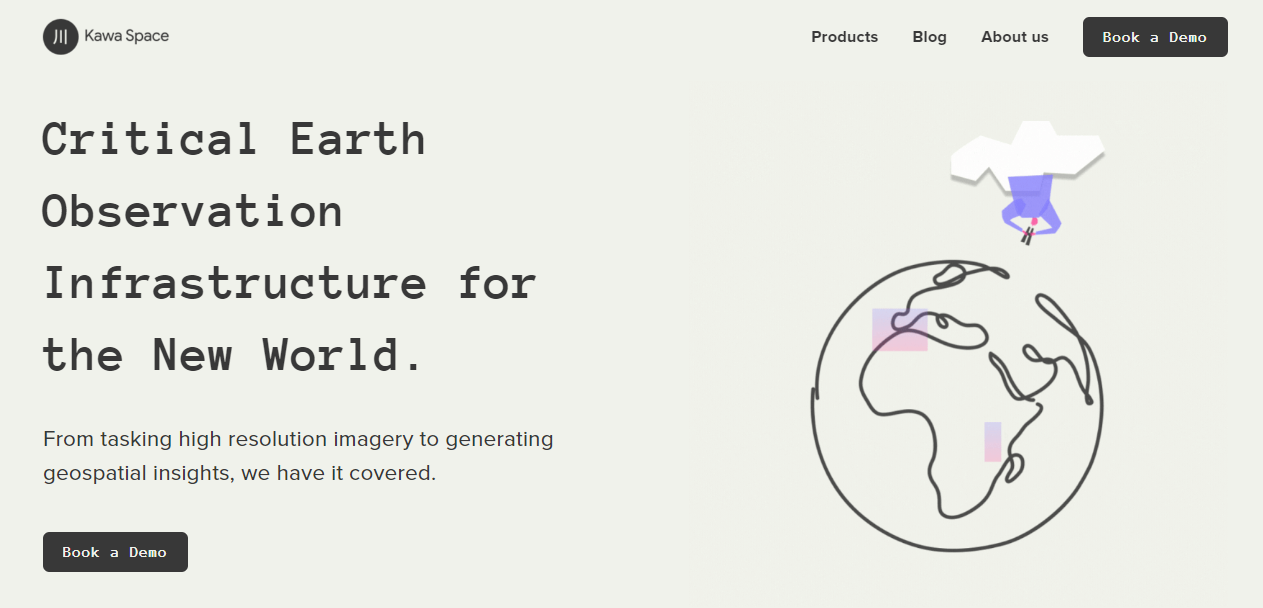 Kawa Space
Products
Blog
About us
Book a Demo
Critical Earth
Observation
Infrastructure for
the New World.
From tasking high resolution imagery to generating
geospatial insights, we have it covered.
Book a Demo